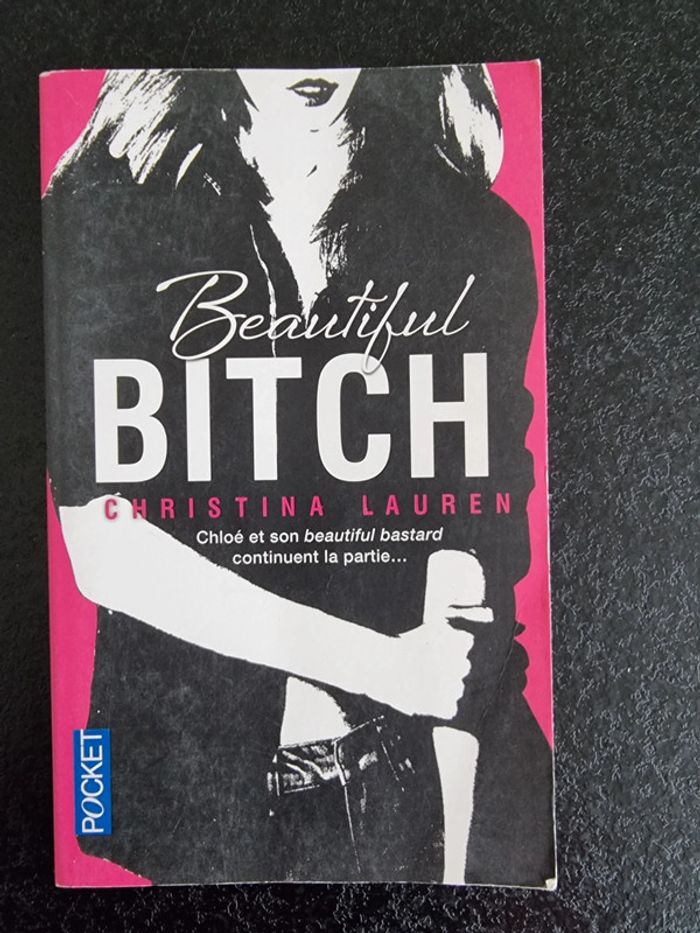 Beautiful
BITCH
CHRISTINA LAUREN
Chloé et son beautiful bastard
continuent la partie...
POCKET